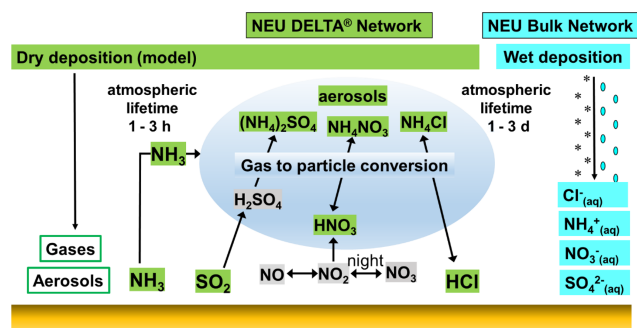 NEU DELTA® Network
NEU Bulk Network
Dry deposition (model)
Wet deposition
atmospheric
lifetime
1 - 3 h
aerosols
atmospheric
lifetime
1 - 3 d
(NH₄)₂SO₄
NH₄NO₃
NH₄Cl
NH₃
Gas to particle conversion
H₂SO₄
HNO₃
Cl⁻(aq)
NH₄⁺(aq)
NO₃⁻(aq)
SO₄²⁻(aq)
Gases
Aerosols
NH₃
SO₂
NO
NO₂
night
NO₃
HCl